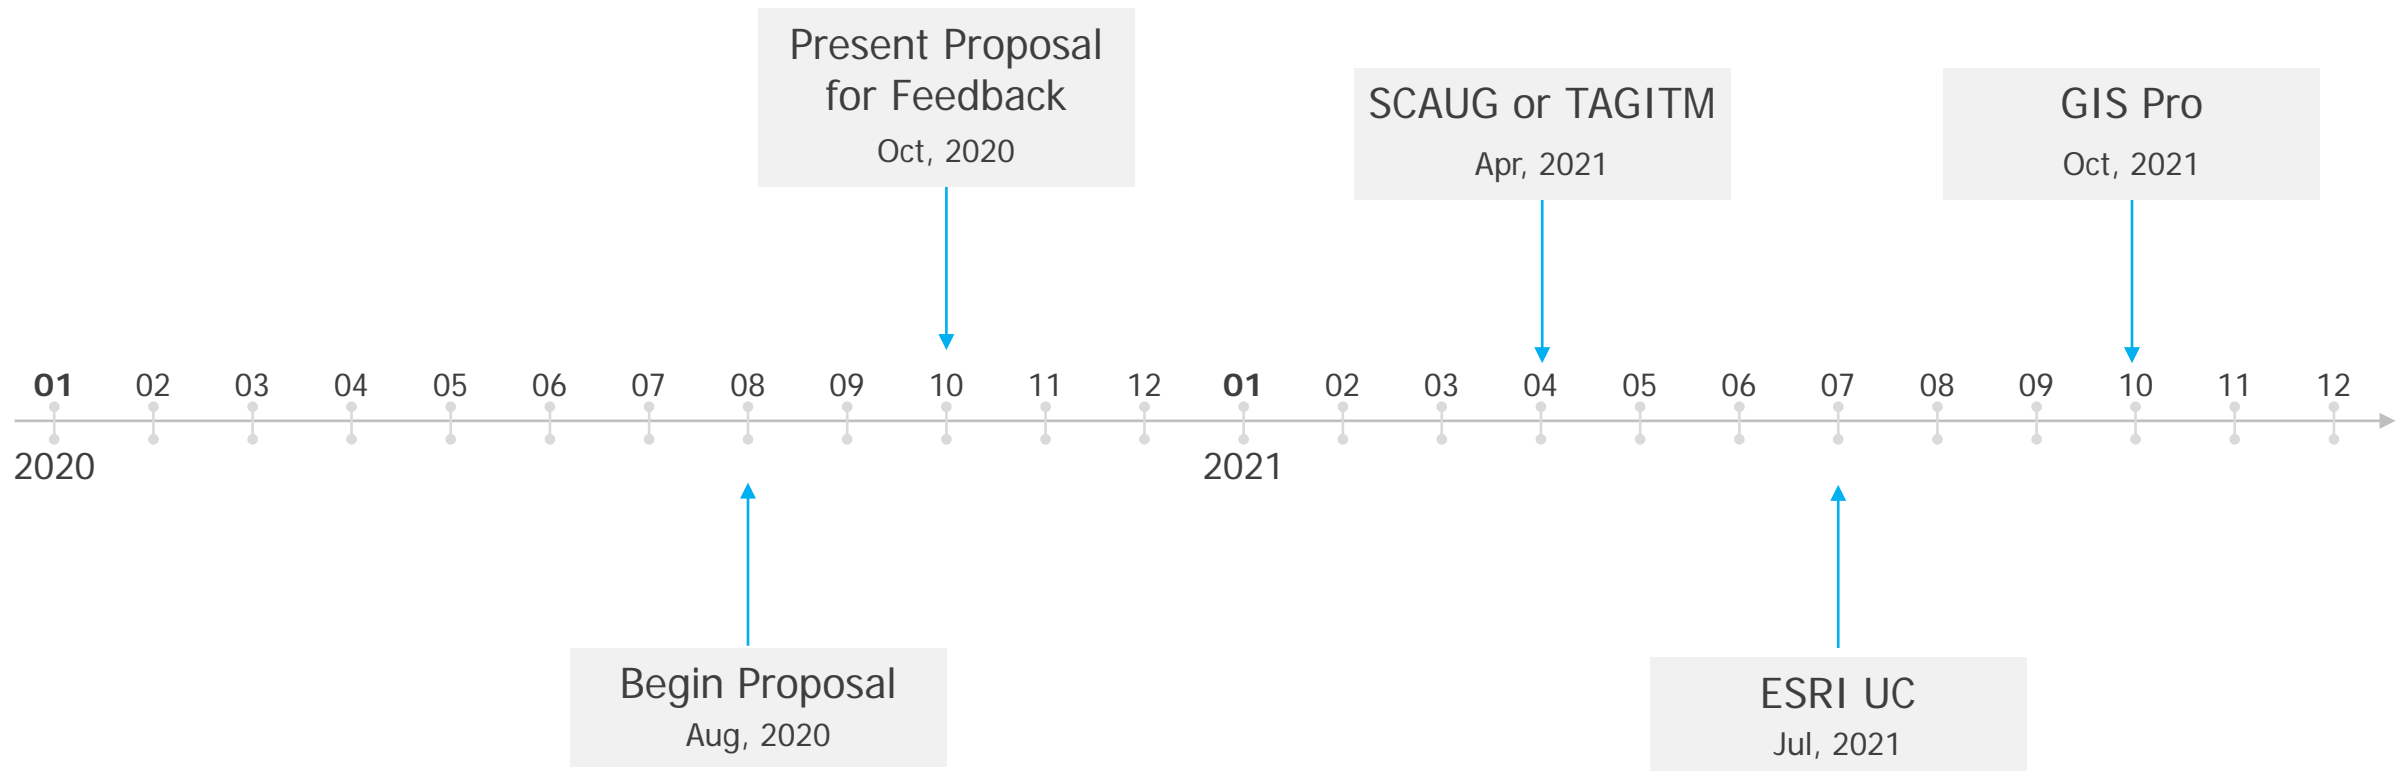 Present Proposal
for Feedback
Oct, 2020
SCAUG or TAGITM
Apr, 2021
GIS Pro
Oct, 2021
01 02 03 04 05 06 07 08 09 10 11 12 01 02 03 04 05 06 07 08 09 10 11 12
2020 2021
Begin Proposal
Aug, 2020
ESRI UC
Jul, 2021